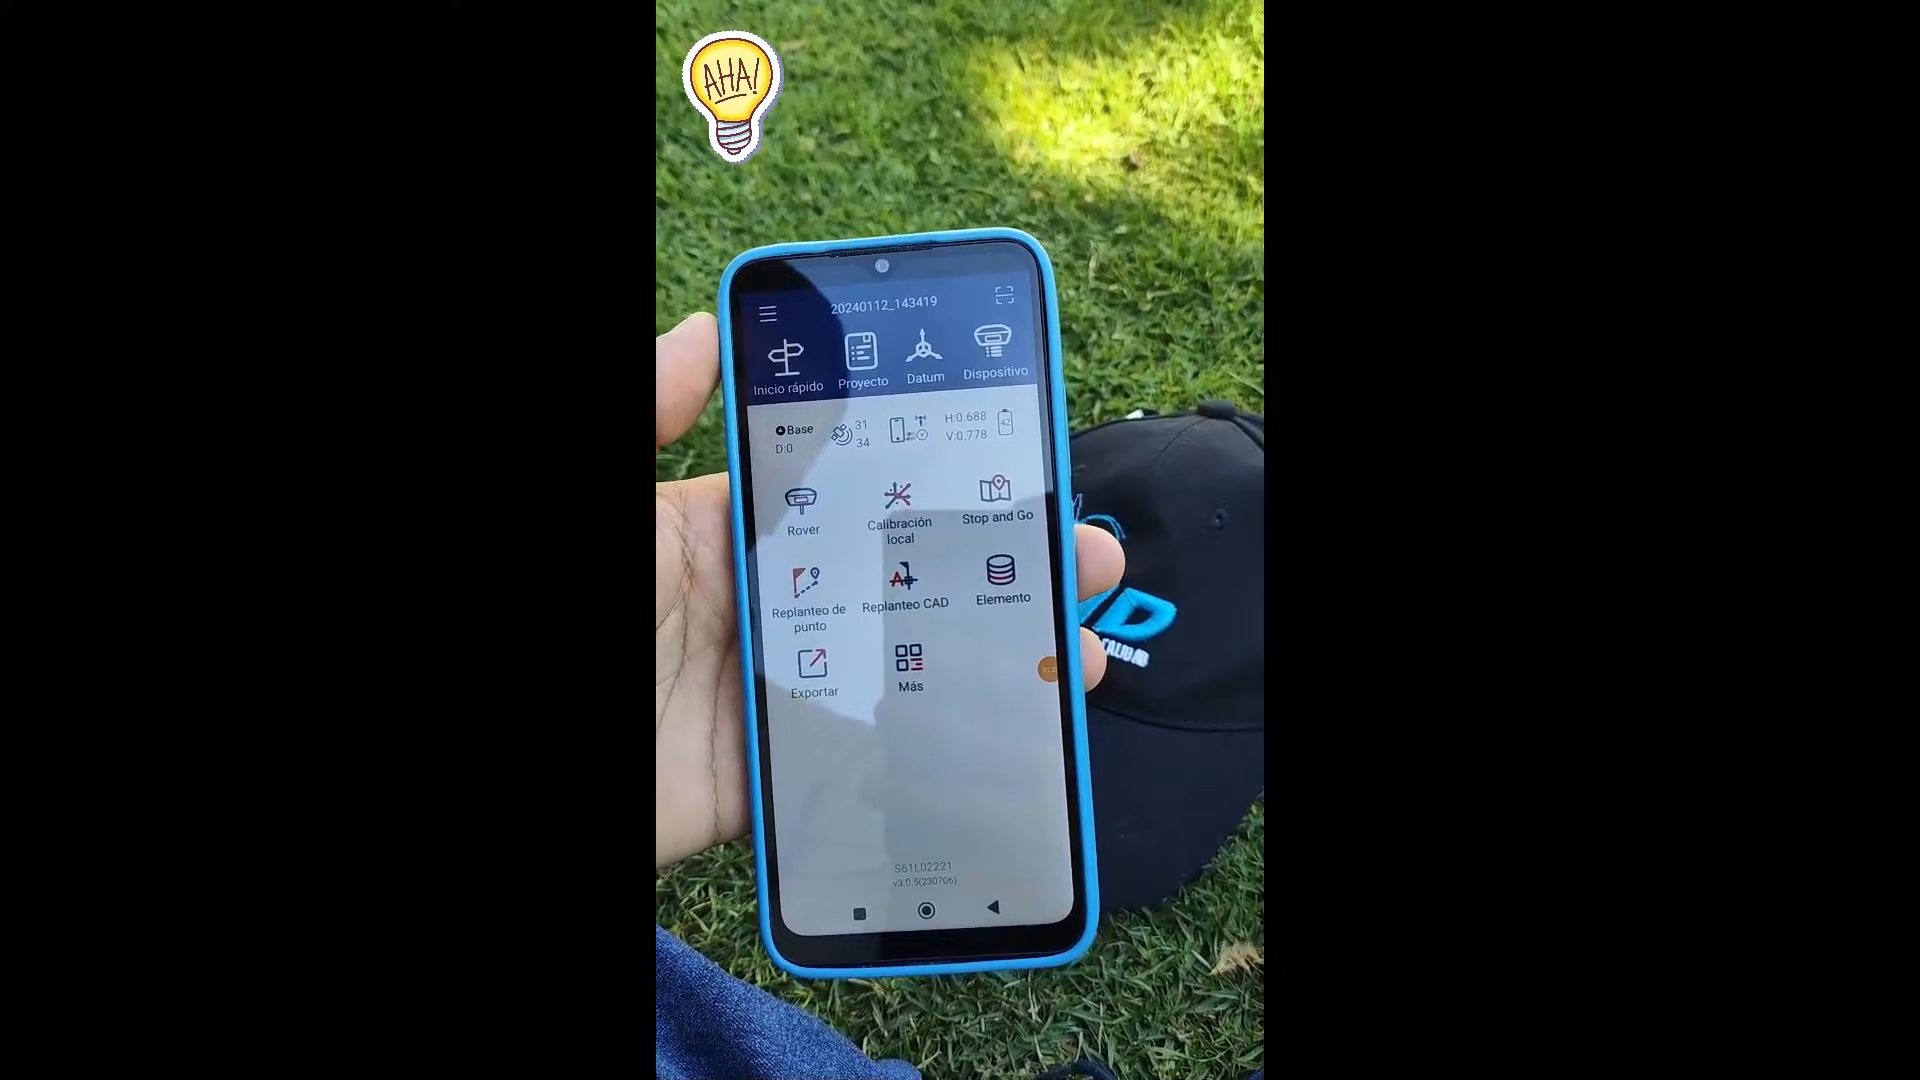 AHA!
20240112_143419
Inicio rápido
Proyecto
Datum
Dispositivo
Base
D:0
31
34
H:0.688
V:0.778
42
Rover
Calibración
local
Stop and Go
Replanteo de
punto
Replanteo CAD
Elemento
Exportar
Más
S61L02221
v3.0.5(230706)